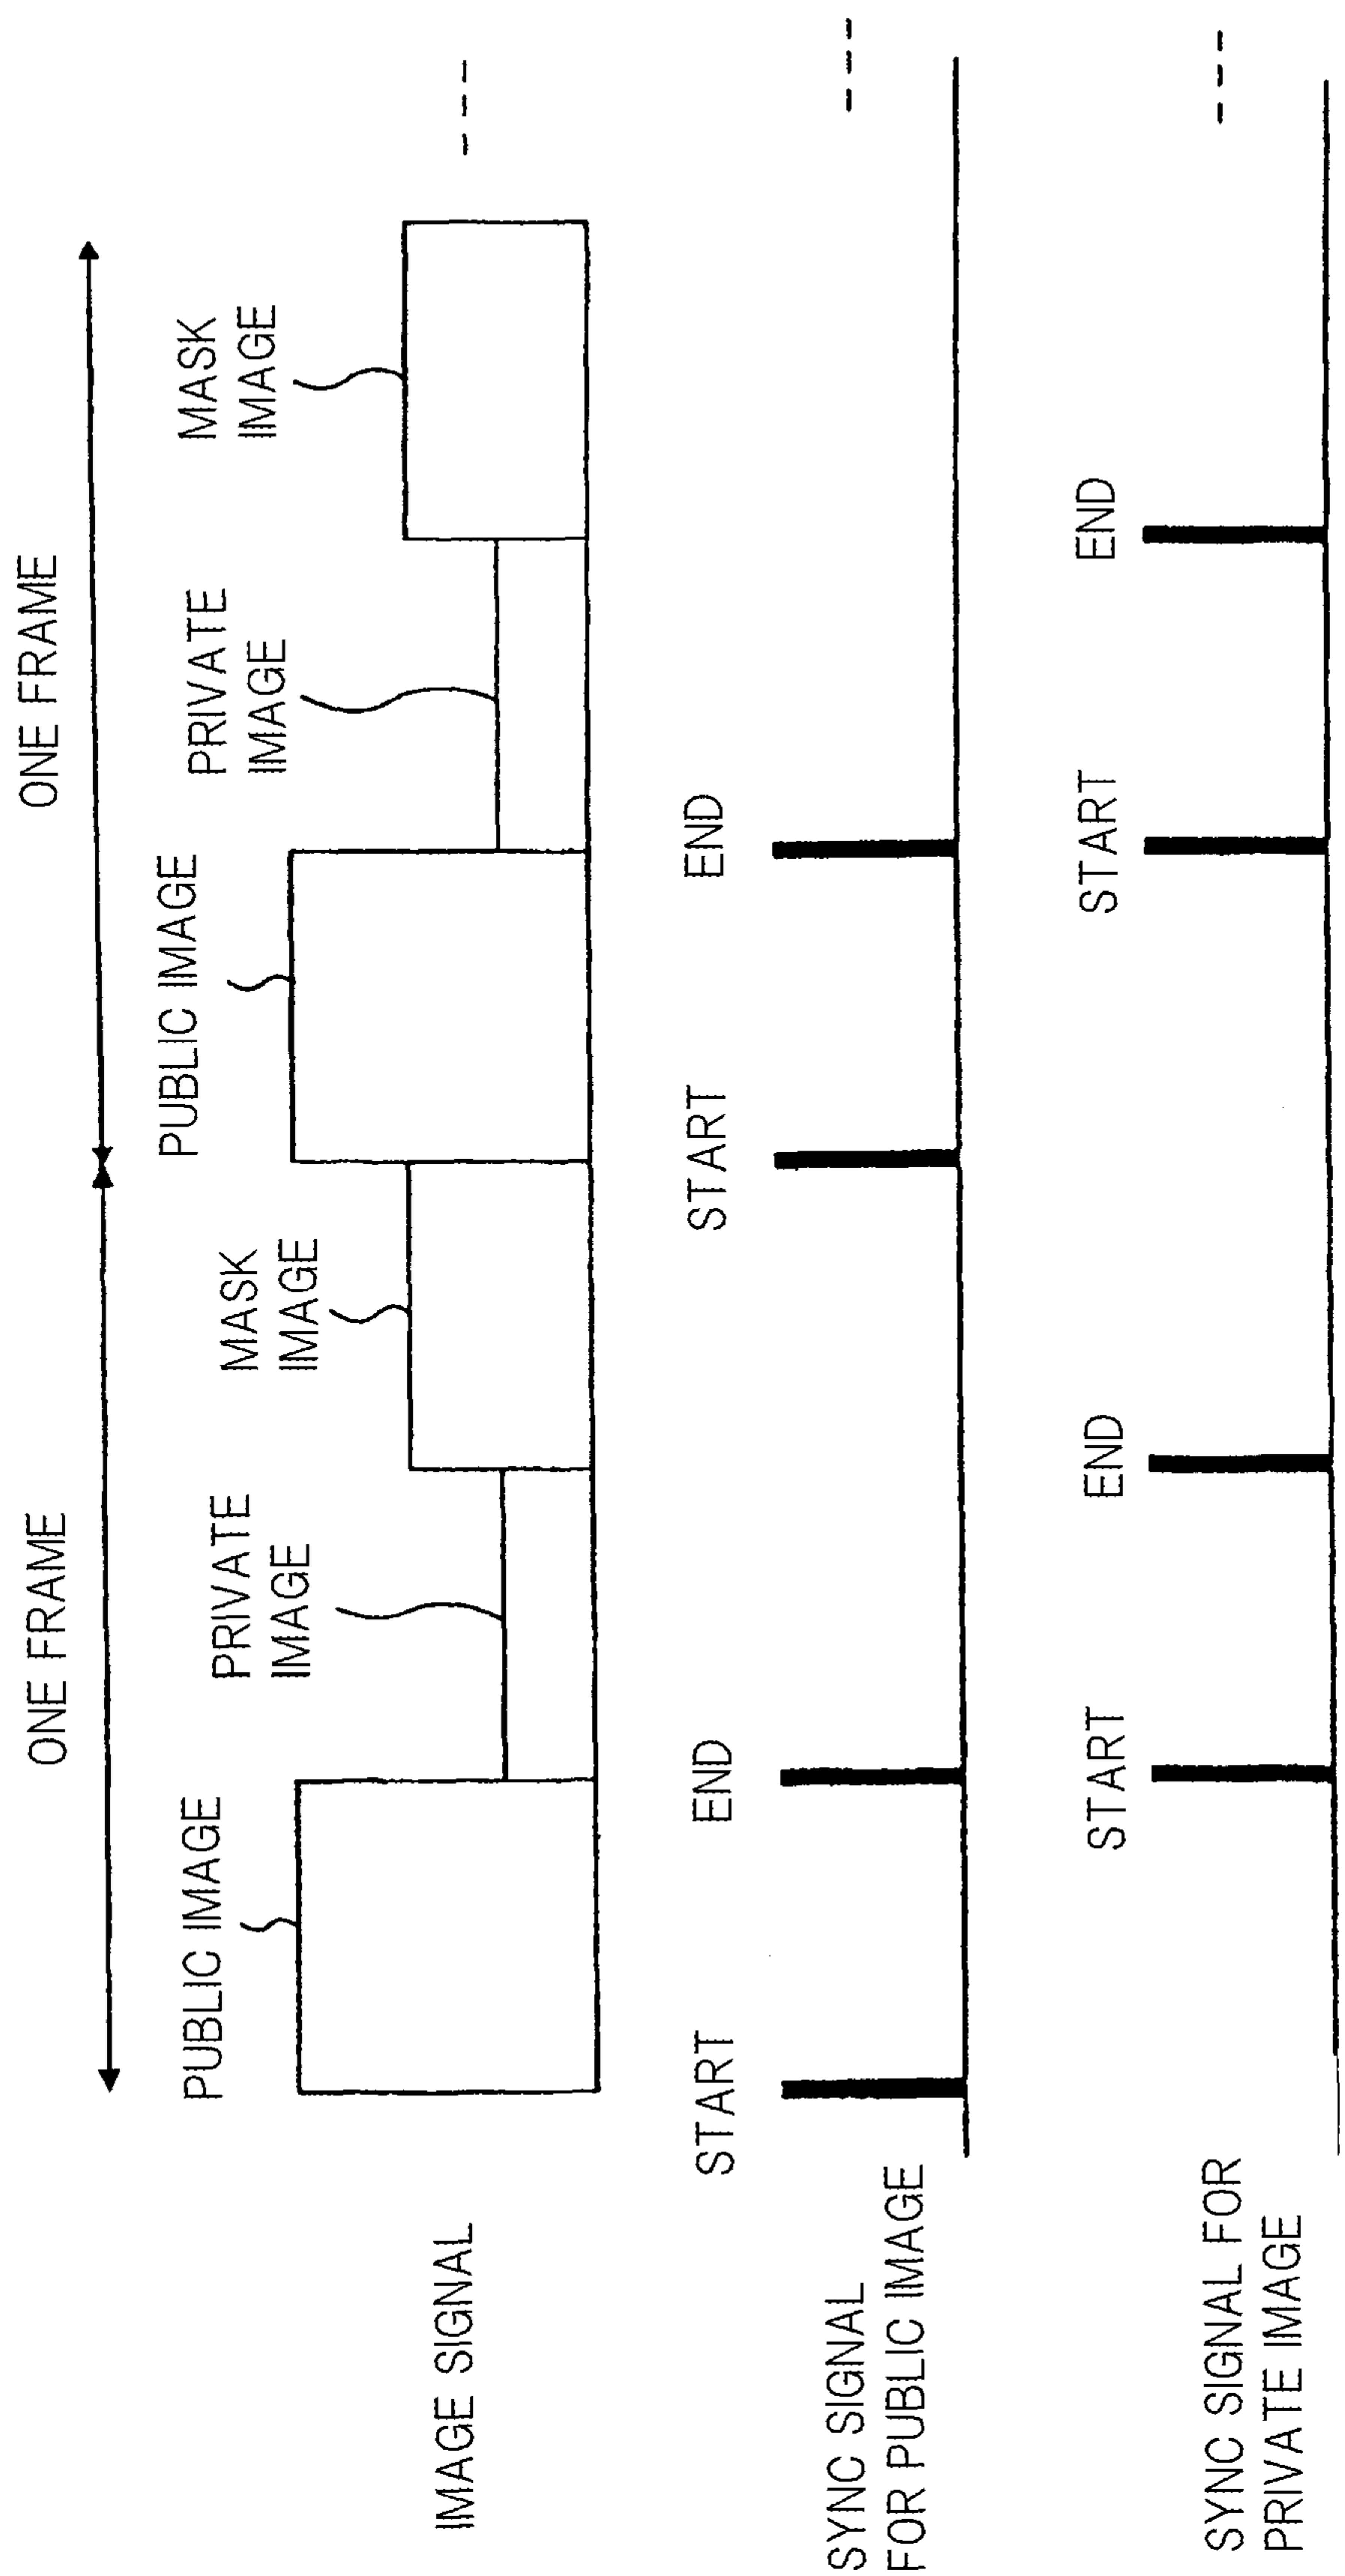 ONE FRAME
ONE FRAME
PUBLIC IMAGE
PRIVATE
IMAGE
MASK
IMAGE
PUBLIC IMAGE
PRIVATE
IMAGE
MASK
IMAGE
IMAGE SIGNAL
START
END
START
END
SYNC SIGNAL
FOR PUBLIC IMAGE
START
END
START
END
SYNC SIGNAL FOR
PRIVATE IMAGE